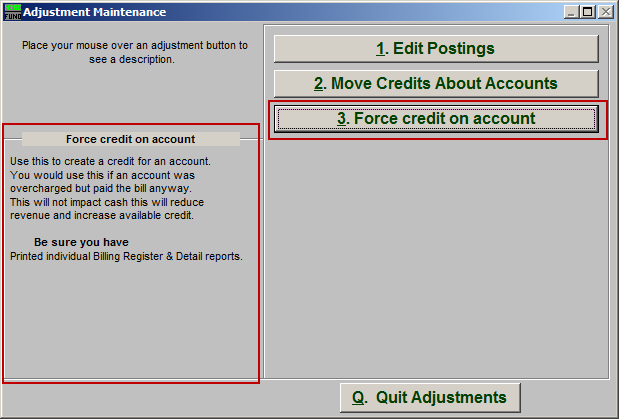 Adjustment Maintenance
FUND
Place your mouse over an adjustment button to
see a description.
Force credit on account
Use this to create a credit for an account.
You would use this if an account was
overcharged but paid the bill anyway.
This will not impact cash this will reduce
revenue and increase available credit.
Be sure you have
Printed individual Billing Register & Detail reports.
1. Edit Postings
2. Move Credits About Accounts
3. Force credit on account
Q. Quit Adjustments